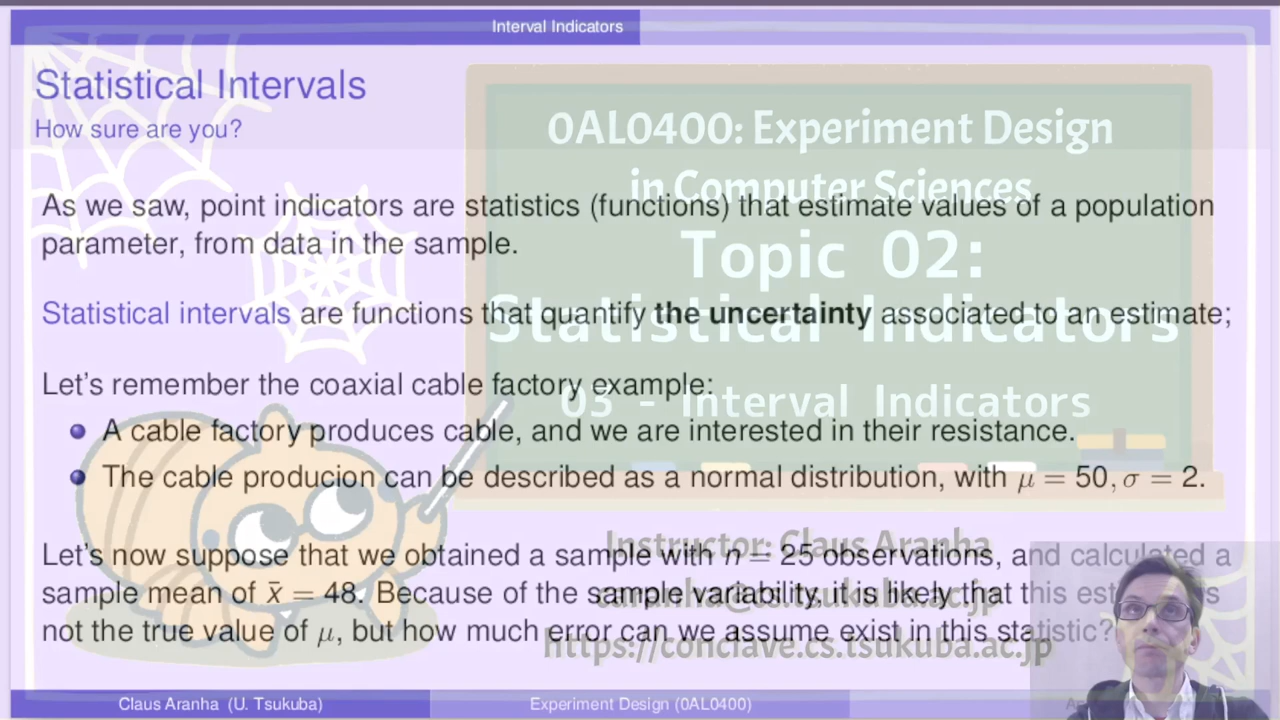 Interval Indicators
Statistical Intervals
How sure are you?
0AL0400: Experiment Design
in Computer Sciences
Topic 02:
Statistical Indicators
03 - Interval Indicators
As we saw, point indicators are statistics (functions) that estimate values of a population
parameter, from data in the sample.
Statistical intervals are functions that quantify the uncertainty associated to an estimate;
Let's remember the coaxial cable factory example:
A cable factory produces cable, and we are interested in their resistance.
The cable producion can be described as a normal distribution, with μ = 50, σ = 2.
Let's now suppose that we obtained a sample with n = 25 observations, and calculated a
sample mean of x̄ = 48. Because of the sample variability, it is likely that this
not the true value of μ, but how much error can we assume exist in this statistic?
Instructor: Claus Aranha
https://conclave.cs.tsukuba.ac.jp
Claus Aranha (U. Tsukuba)
Experiment Design (0AL0400)